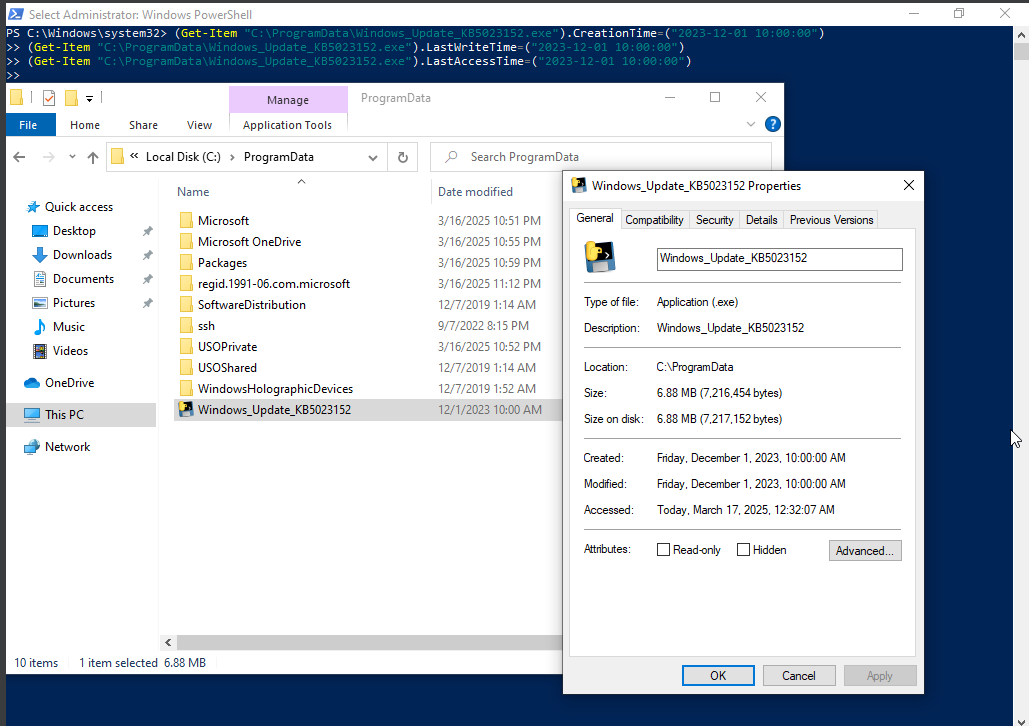 Select Administrator: Windows PowerShell
PS C:\Windows\system32> (Get-Item "C:\ProgramData\Windows_Update_KB5023152.exe").CreationTime=("2023-12-01 10:00:00")
>> (Get-Item "C:\ProgramData\Windows_Update_KB5023152.exe").LastWriteTime=("2023-12-01 10:00:00")
>> (Get-Item "C:\ProgramData\Windows_Update_KB5023152.exe").LastAccessTime=("2023-12-01 10:00:00")
>>
Manage ProgramData
File Home Share View Application Tools
« Local Disk (C:) › ProgramData Search ProgramData
Quick access
Desktop
Downloads
Documents
Pictures
Music
Videos
OneDrive
This PC
Network
Name Date modified
Microsoft 3/16/2025 10:51 PM
Microsoft OneDrive 3/16/2025 10:55 PM
Packages 3/16/2025 10:59 PM
regid.1991-06.com.microsoft 3/16/2025 11:12 PM
SoftwareDistribution 12/7/2019 1:14 AM
ssh 9/7/2022 8:15 PM
USOPrivate 3/16/2025 10:52 PM
USOShared 12/7/2019 1:14 AM
WindowsHolographicDevices 12/7/2019 1:52 AM
Windows_Update_KB5023152 12/1/2023 10:00 AM
10 items 1 item selected 6.88 MB
Windows_Update_KB5023152 Properties
General Compatibility Security Details Previous Versions
Windows_Update_KB5023152
Type of file: Application (.exe)
Description: Windows_Update_KB5023152
Location: C:\ProgramData
Size: 6.88 MB (7,216,454 bytes)
Size on disk: 6.88 MB (7,217,152 bytes)
Created: Friday, December 1, 2023, 10:00:00 AM
Modified: Friday, December 1, 2023, 10:00:00 AM
Accessed: Today, March 17, 2025, 12:32:07 AM
Attributes: Read-only Hidden Advanced...
OK Cancel Apply